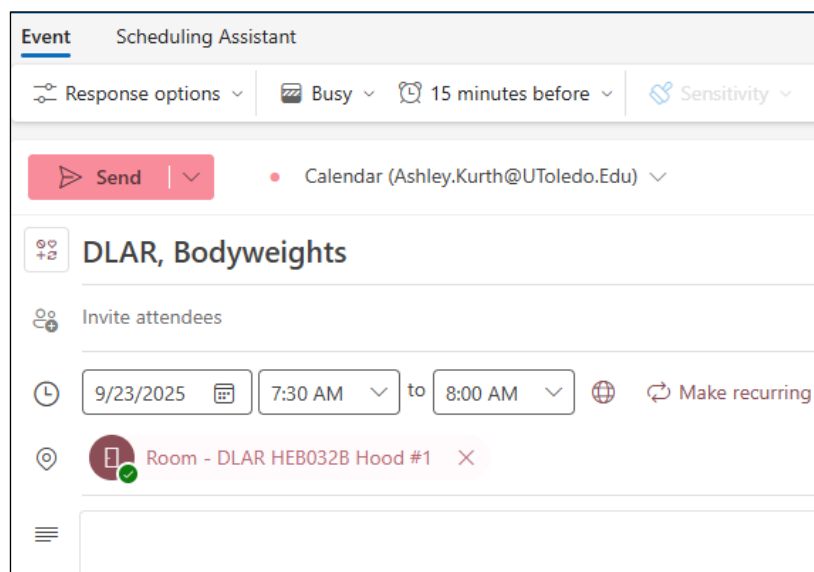 Event Scheduling Assistant
Response options Busy 15 minutes before Sensitivity
Send Calendar (Ashley.Kurth@UToledo.Edu)
DLAR, Bodyweights
Invite attendees
9/23/2025 7:30 AM to 8:00 AM Make recurring
Room - DLAR HEB032B Hood #1